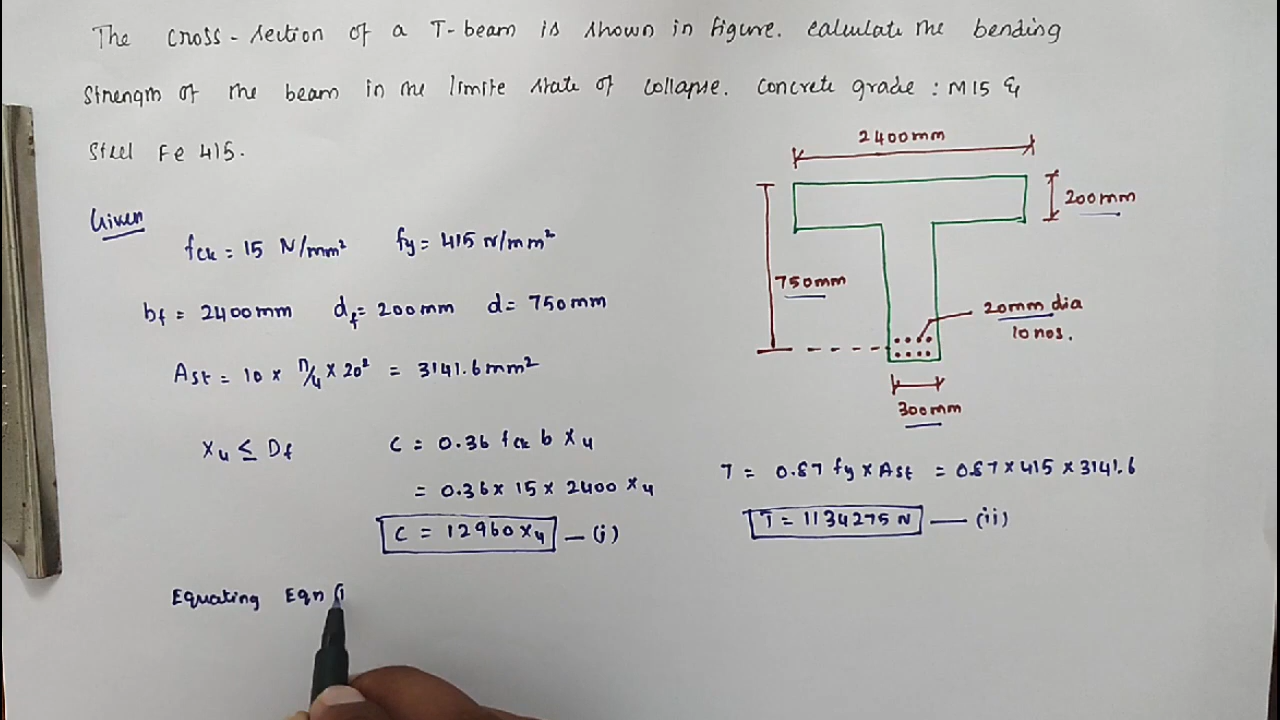 The cross-section of a T-beam is shown in figure. calculate the bending
strength of the beam in the limite state of collapse. Concrete grade : M15 &
Steel Fe 415.
2400mm
200mm
750mm
20mm dia
10 nos.
300mm
Given
fck = 15 N/mm² fy = 415 N/mm²
bf = 2400mm df = 200mm d = 750mm
Ast = 10 × π/4 × 20² = 3141.6mm²
xu ≤ Df C = 0.36 fck b xu
= 0.36 × 15 × 2400 × xu
C = 12960 xu — (i)
T = 0.87 fy × Ast = 0.87 × 415 × 3141.6
T = 1134275 N — (ii)
Equating Eqn (i